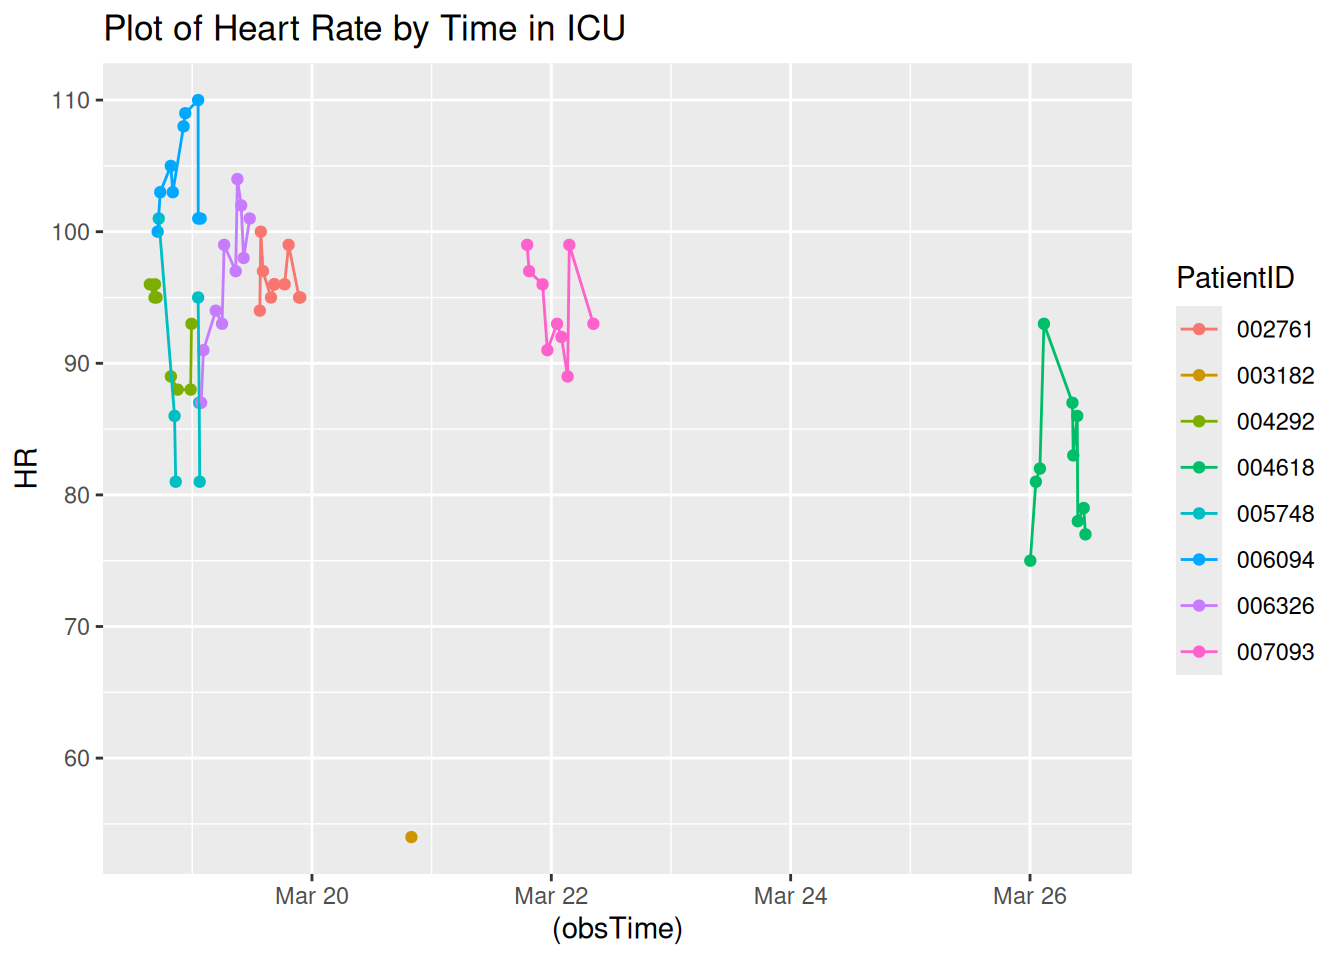 Plot of Heart Rate by Time in ICU
110
100
90
80
70
60
HR
Mar 20
Mar 22
Mar 24
Mar 26
(obsTime)
PatientID
002761
003182
004292
004618
005748
006094
006326
007093